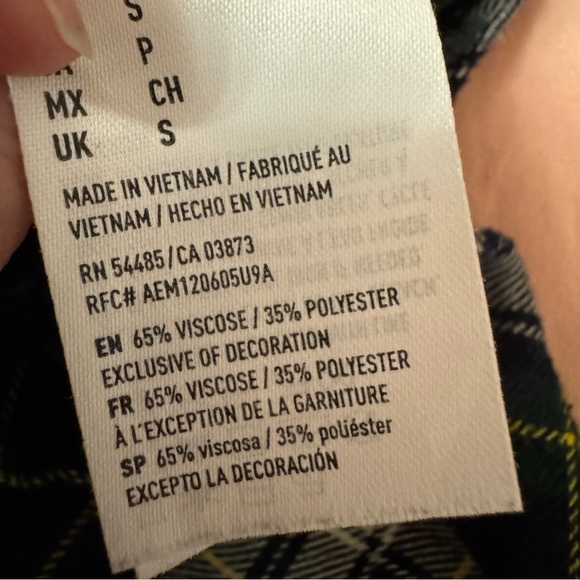 S
P
MX CH
UK S
MADE IN VIETNAM / FABRIQUÉ AU
VIETNAM / HECHO EN VIETNAM
RN 54485 / CA 03873
RFC# AEM120605U9A
EN 65% VISCOSE / 35% POLYESTER
EXCLUSIVE OF DECORATION
FR 65% VISCOSE / 35% POLYESTER
À L'EXCEPTION DE LA GARNITURE
SP 65% viscosa / 35% poliéster
EXCEPTO LA DECORACIÓN